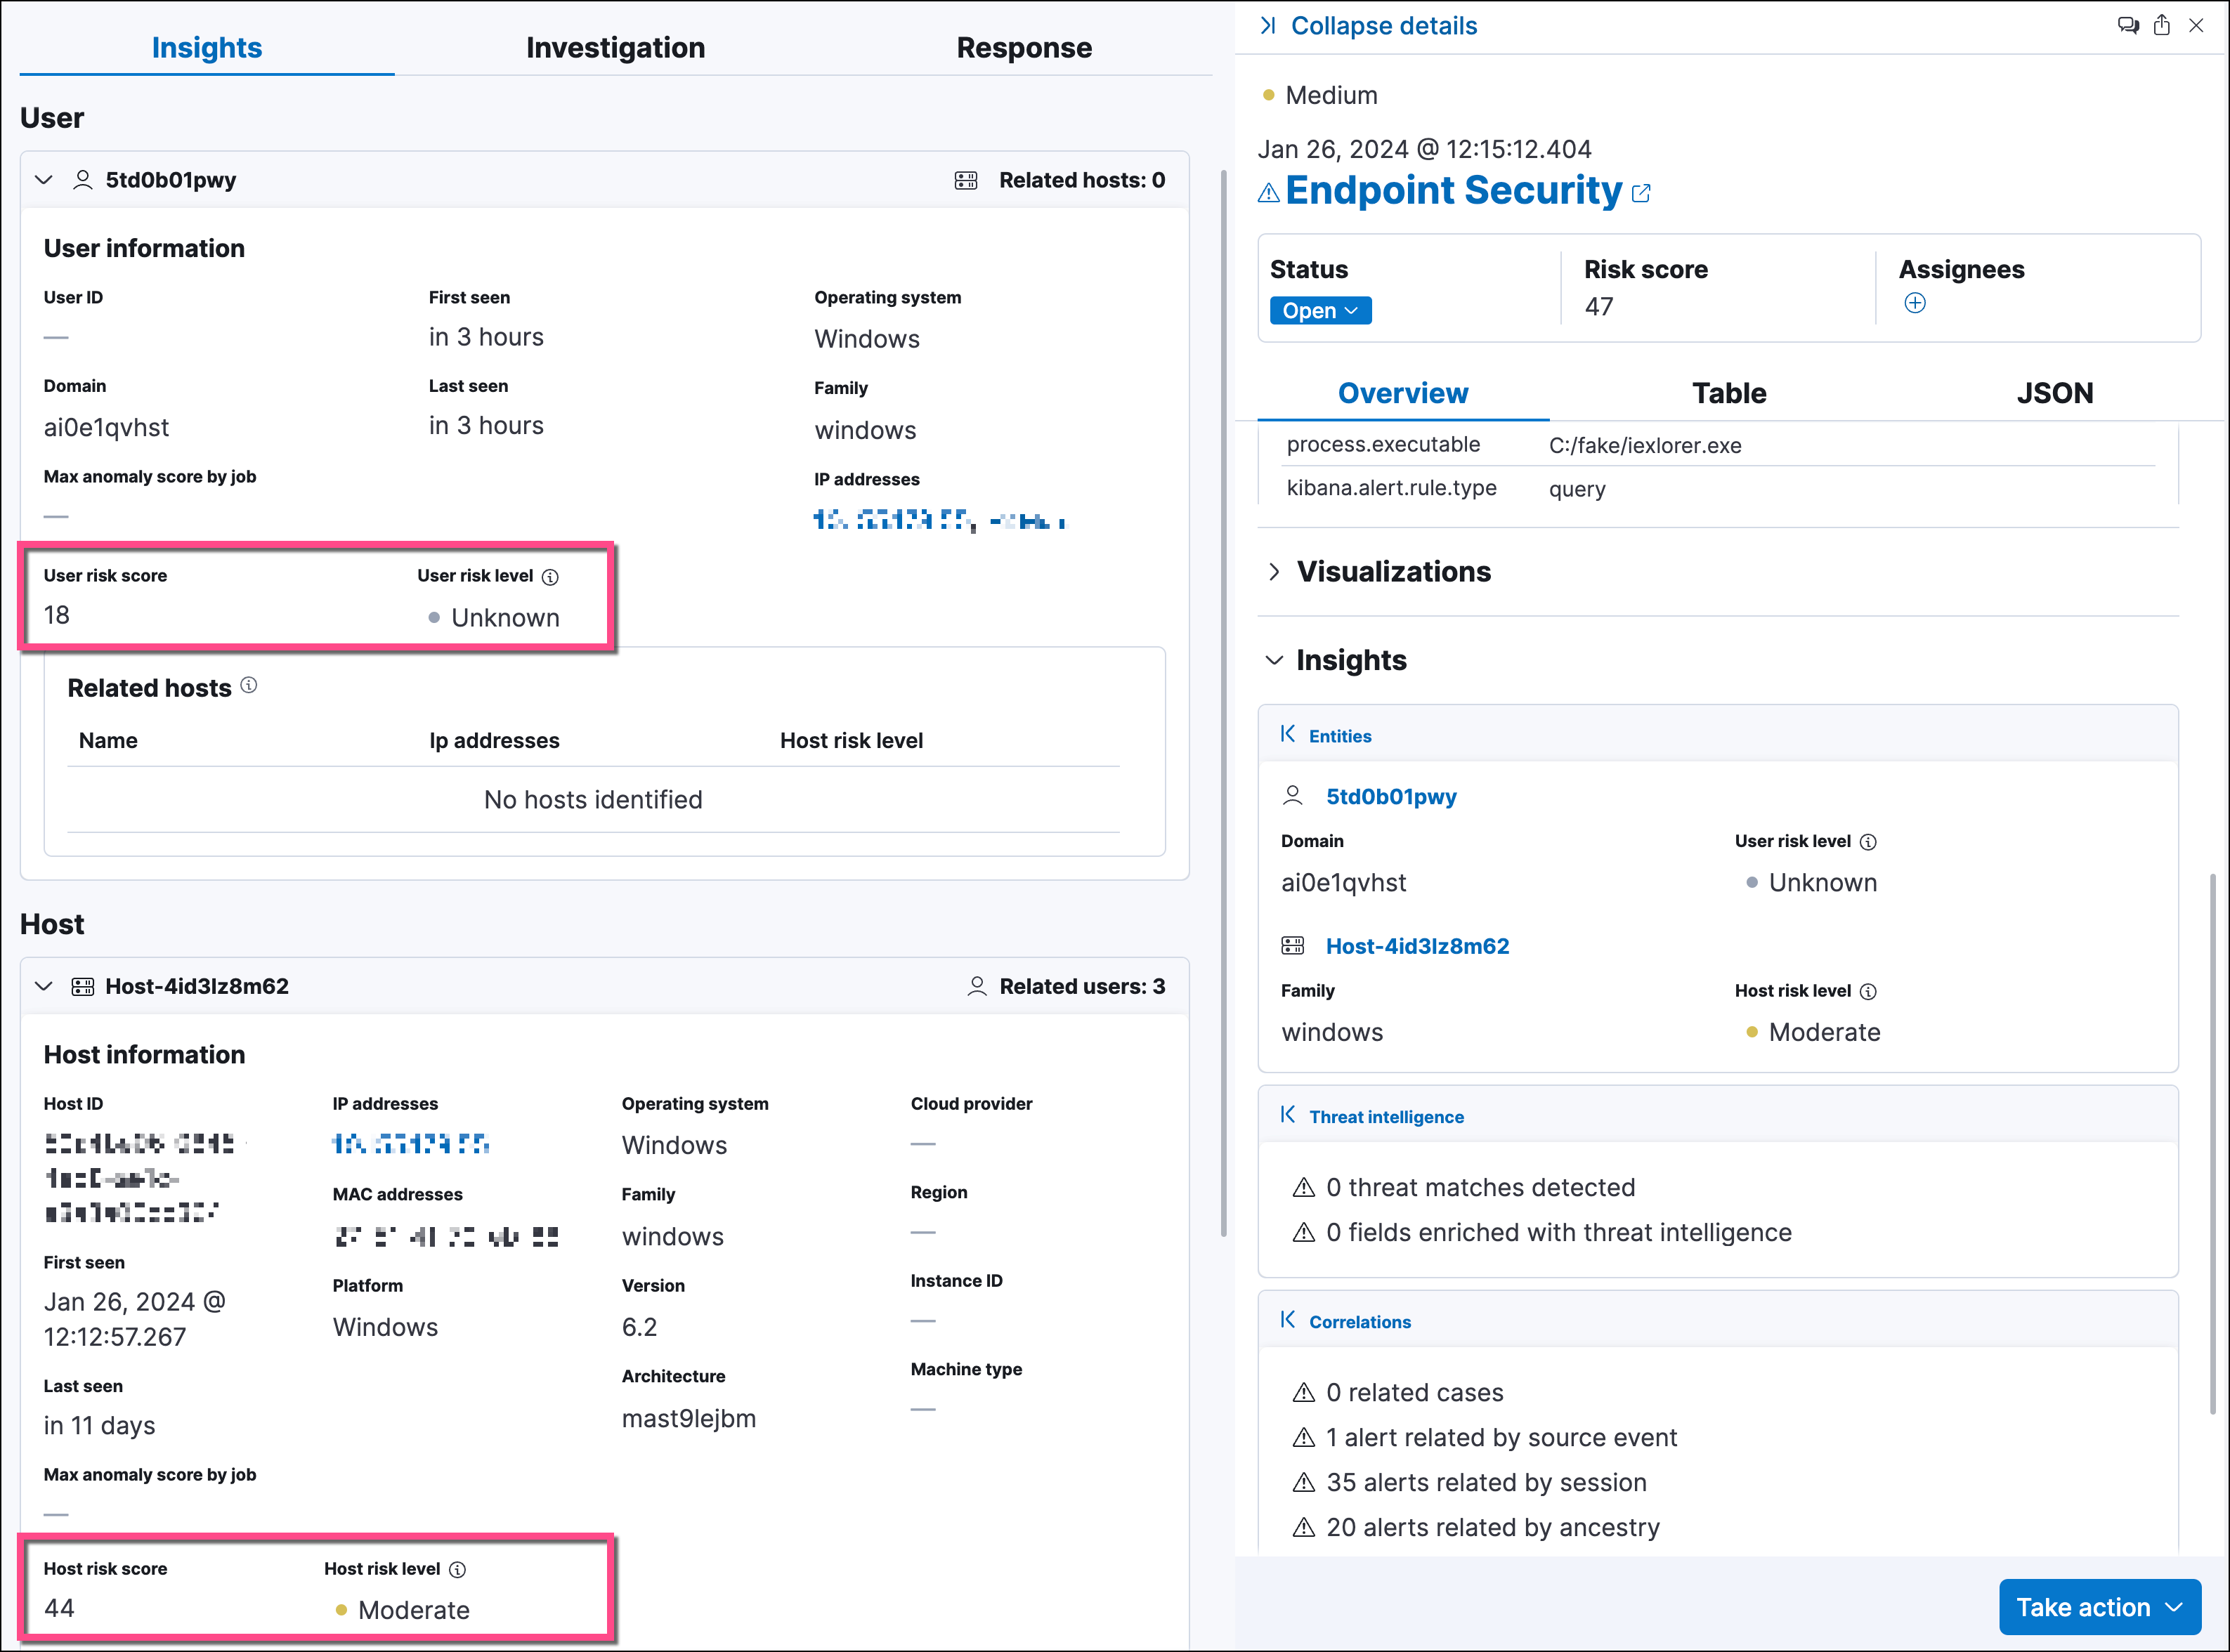 Insights
Investigation
Response
User
5td0b01pwy
Related hosts: 0
User information
User ID
First seen
Operating system
—
in 3 hours
Windows
Domain
Last seen
Family
ai0e1qvhst
in 3 hours
windows
Max anomaly score by job
IP addresses
—
User risk score
User risk level
18
Unknown
Related hosts
Name
Ip addresses
Host risk level
No hosts identified
Host
Host-4id3lz8m62
Related users: 3
Host information
Host ID
IP addresses
Operating system
Cloud provider
Windows
—
MAC addresses
Family
Region
windows
—
First seen
Platform
Version
Instance ID
Jan 26, 2024 @
12:12:57.267
Windows
6.2
—
Last seen
Architecture
Machine type
in 11 days
mast9lejbm
—
Max anomaly score by job
—
Host risk score
Host risk level
44
Moderate
Collapse details
Medium
Jan 26, 2024 @ 12:15:12.404
Endpoint Security
Status
Risk score
Assignees
Open
47
Overview
Table
JSON
process.executable
C:/fake/iexlorer.exe
kibana.alert.rule.type
query
Visualizations
Insights
Entities
5td0b01pwy
Domain
User risk level
ai0e1qvhst
Unknown
Host-4id3lz8m62
Family
Host risk level
windows
Moderate
Threat intelligence
0 threat matches detected
0 fields enriched with threat intelligence
Correlations
0 related cases
1 alert related by source event
35 alerts related by session
20 alerts related by ancestry
Take action